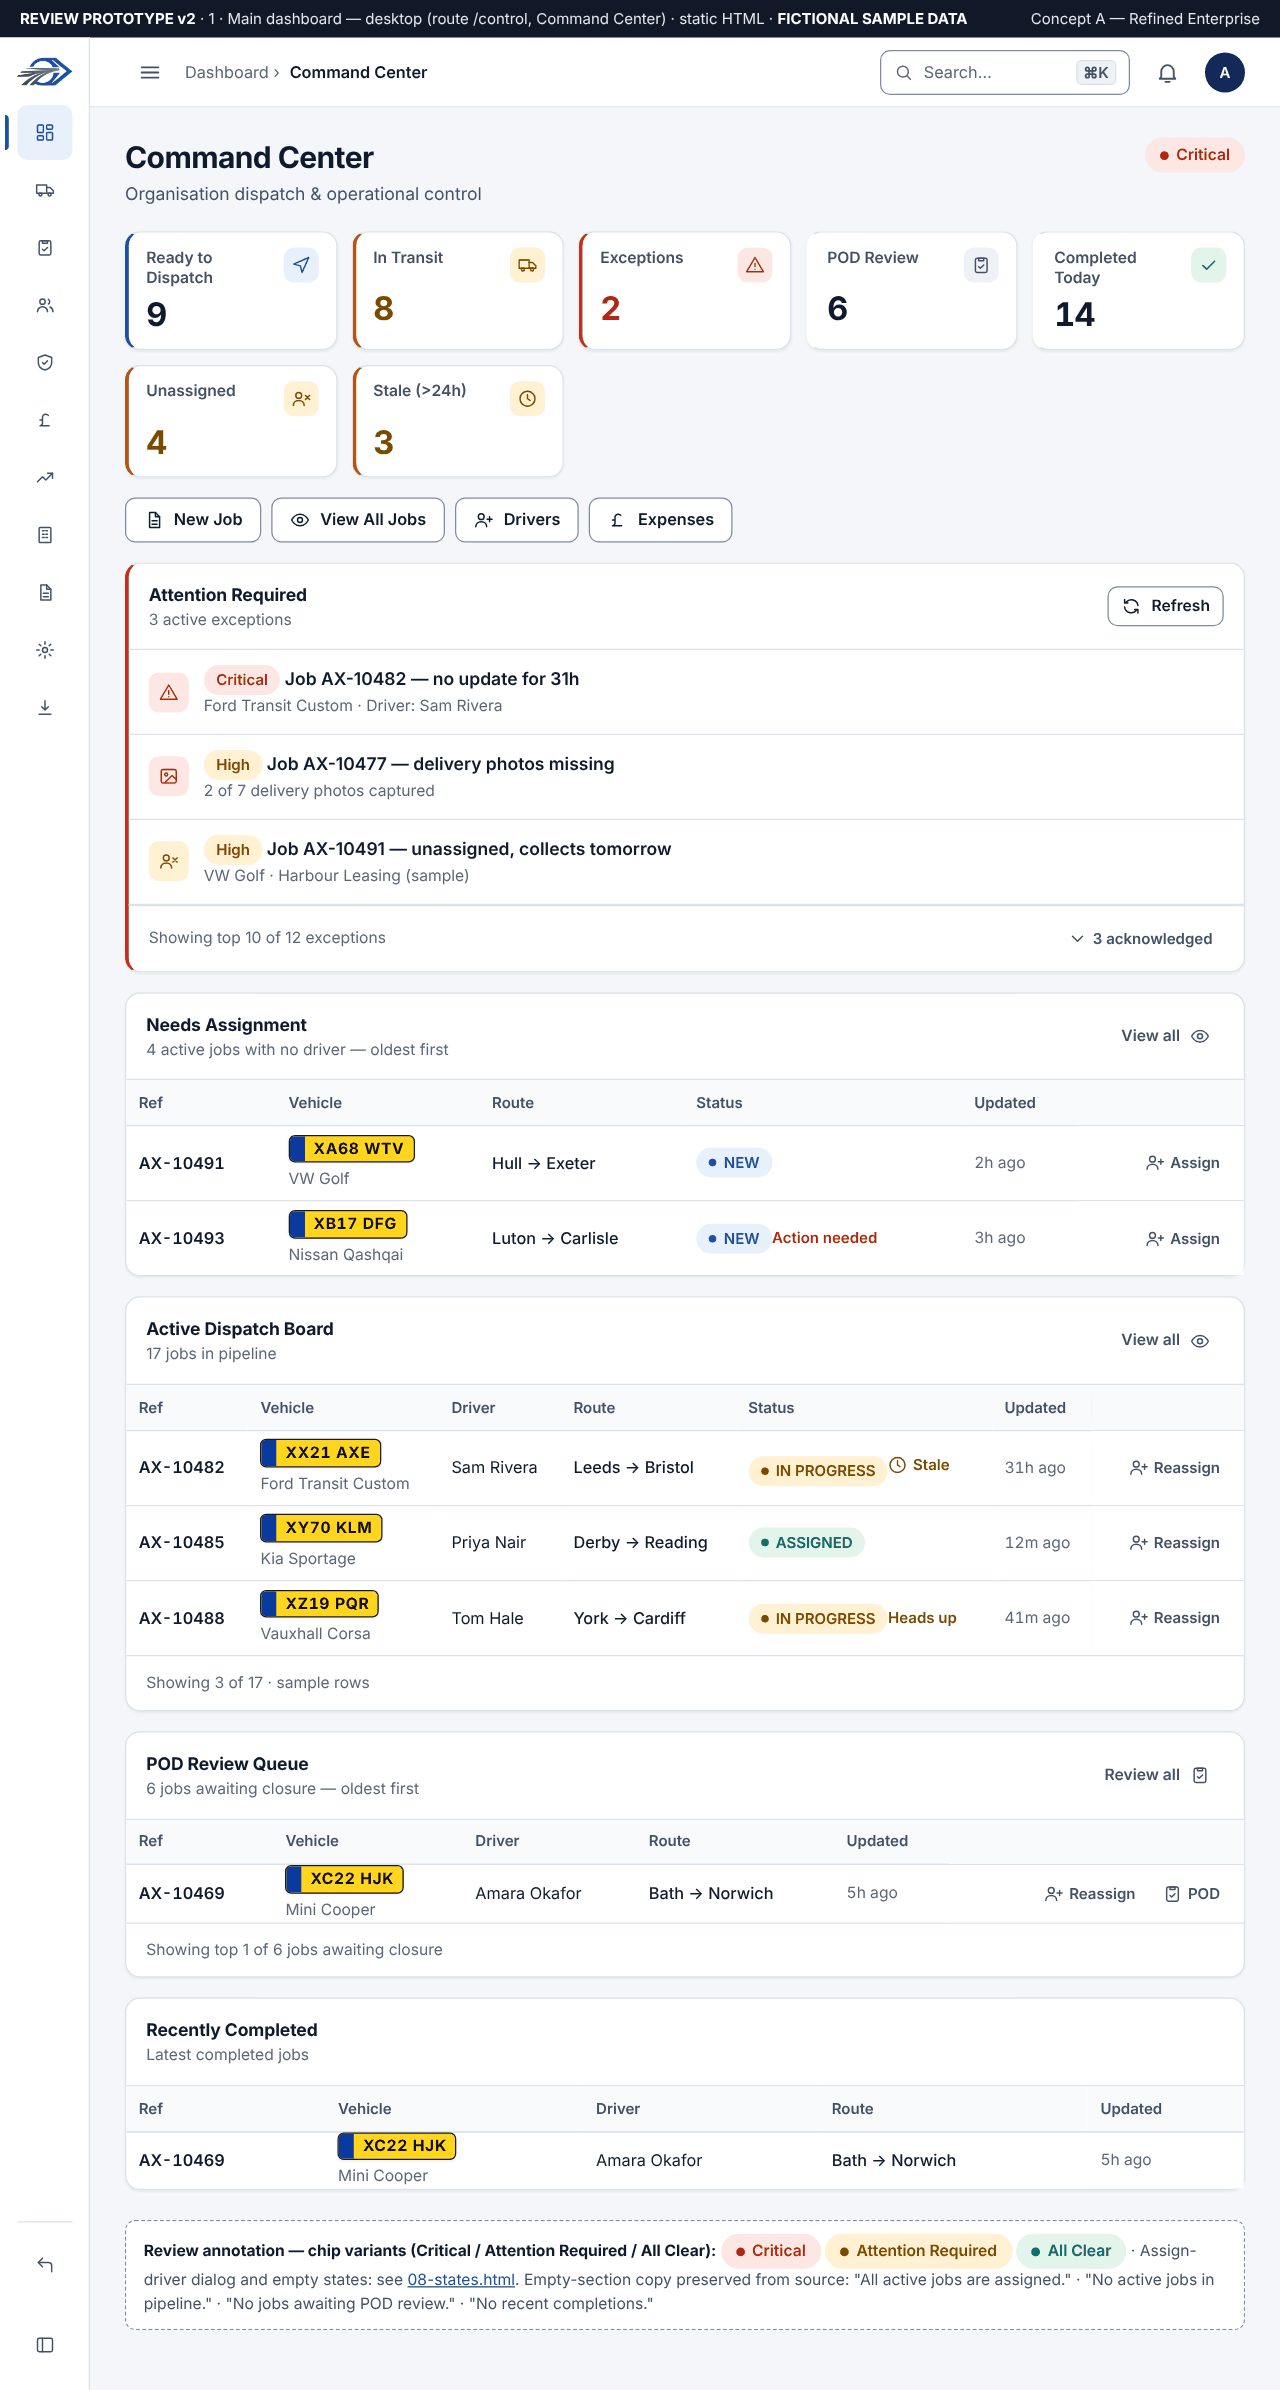 REVIEW PROTOTYPE v2 · 1 · Main dashboard — desktop (route /control, Command Center) · static HTML · FICTIONAL SAMPLE DATA
Concept A — Refined Enterprise
Dashboard › Command Center
Search...
⌘K
A
Command Center
Critical
Organisation dispatch & operational control
Ready to
Dispatch
9
In Transit
8
Exceptions
2
POD Review
6
Completed
Today
14
Unassigned
4
Stale (>24h)
3
New Job
View All Jobs
Drivers
£ Expenses
Attention Required
3 active exceptions
Refresh
Critical Job AX-10482 — no update for 31h
Ford Transit Custom · Driver: Sam Rivera
High Job AX-10477 — delivery photos missing
2 of 7 delivery photos captured
High Job AX-10491 — unassigned, collects tomorrow
VW Golf · Harbour Leasing (sample)
Showing top 10 of 12 exceptions
3 acknowledged
Needs Assignment
4 active jobs with no driver — oldest first
View all
Ref Vehicle Route Status Updated
AX-10491 XA68 WTV Hull → Exeter NEW 2h ago Assign
VW Golf
AX-10493 XB17 DFG Luton → Carlisle NEW Action needed 3h ago Assign
Nissan Qashqai
Active Dispatch Board
17 jobs in pipeline
View all
Ref Vehicle Driver Route Status Updated
AX-10482 XX21 AXE Sam Rivera Leeds → Bristol IN PROGRESS Stale 31h ago Reassign
Ford Transit Custom
AX-10485 XY70 KLM Priya Nair Derby → Reading ASSIGNED 12m ago Reassign
Kia Sportage
AX-10488 XZ19 PQR Tom Hale York → Cardiff IN PROGRESS Heads up 41m ago Reassign
Vauxhall Corsa
Showing 3 of 17 · sample rows
POD Review Queue
6 jobs awaiting closure — oldest first
Review all
Ref Vehicle Driver Route Updated
AX-10469 XC22 HJK Amara Okafor Bath → Norwich 5h ago Reassign POD
Mini Cooper
Showing top 1 of 6 jobs awaiting closure
Recently Completed
Latest completed jobs
Ref Vehicle Driver Route Updated
AX-10469 XC22 HJK Amara Okafor Bath → Norwich 5h ago
Mini Cooper
Review annotation — chip variants (Critical / Attention Required / All Clear): Critical Attention Required All Clear · Assign-
driver dialog and empty states: see 08-states.html. Empty-section copy preserved from source: "All active jobs are assigned." · "No active jobs in
pipeline." · "No jobs awaiting POD review." · "No recent completions."